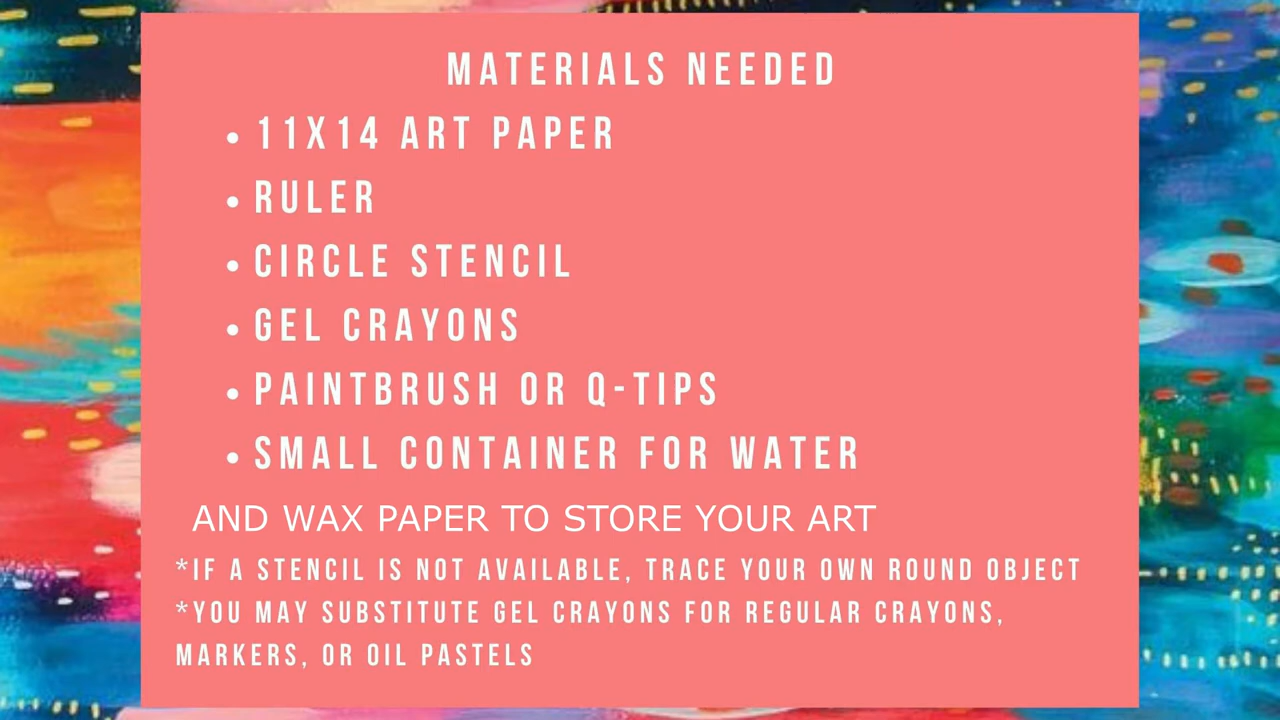 MATERIALS NEEDED
• 11X14 ART PAPER
• RULER
• CIRCLE STENCIL
• GEL CRAYONS
• PAINTBRUSH OR Q-TIPS
• SMALL CONTAINER FOR WATER
AND WAX PAPER TO STORE YOUR ART
*IF A STENCIL IS NOT AVAILABLE, TRACE YOUR OWN ROUND OBJECT
*YOU MAY SUBSTITUTE GEL CRAYONS FOR REGULAR CRAYONS,
MARKERS, OR OIL PASTELS